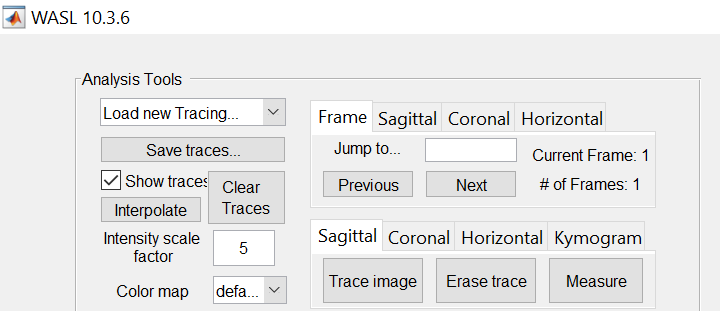 WASL 10.3.6
Analysis Tools
Load new Tracing...
Save traces...
Show traces
Clear Traces
Interpolate
Intensity scale factor
5
Color map
defa...
Frame Sagittal Coronal Horizontal
Jump to...
Current Frame: 1
Previous Next
# of Frames: 1
Sagittal Coronal Horizontal Kymogram
Trace image Erase trace Measure